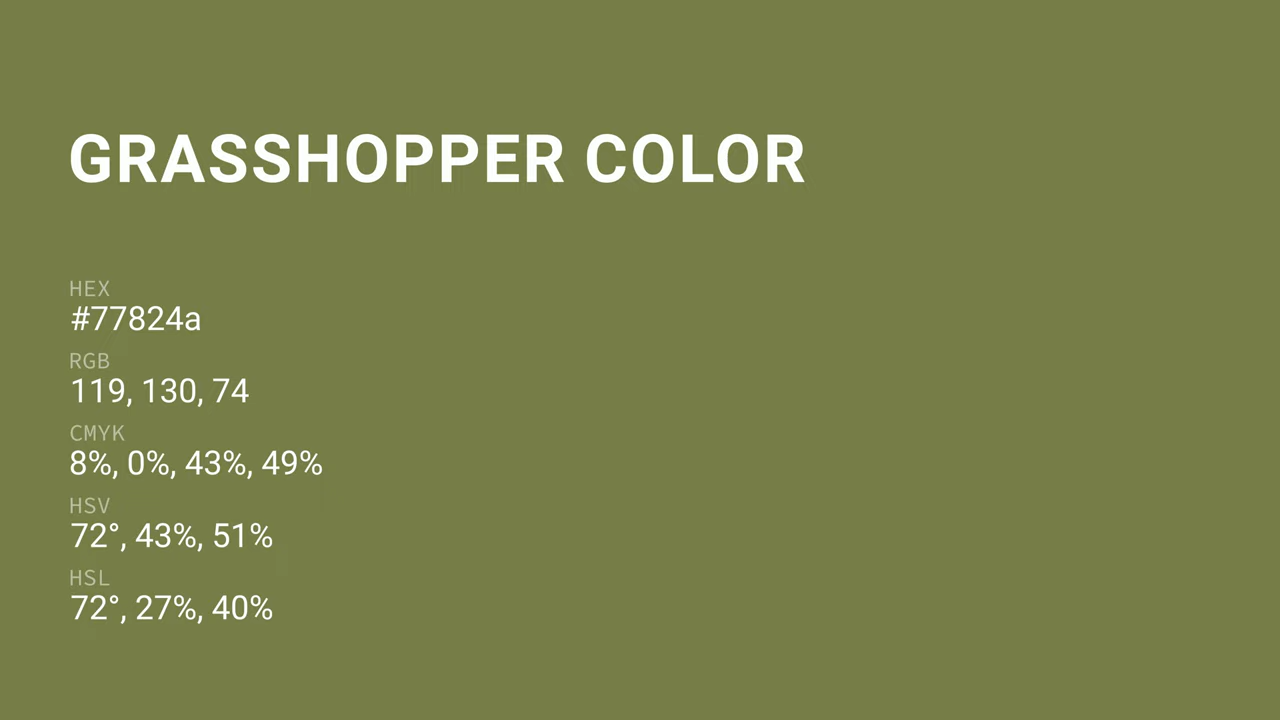 GRASSHOPPER COLOR
HEX
#77824a
RGB
119, 130, 74
CMYK
8%, 0%, 43%, 49%
HSV
72°, 43%, 51%
HSL
72°, 27%, 40%